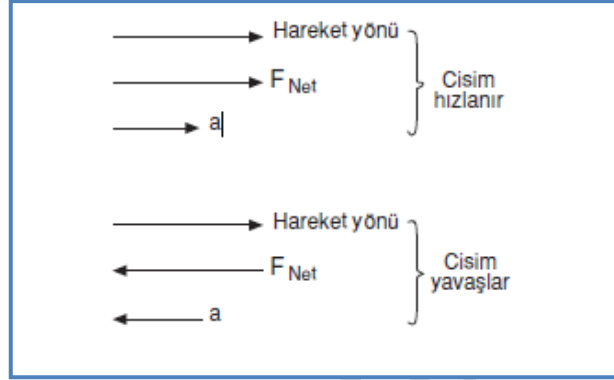 Hareket yönü
F Net
a
Cisim
hızlanır
Hareket yönü
F Net
a
Cisim
yavaşlar